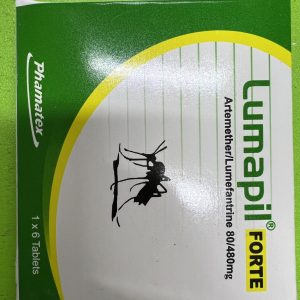 Lumapil® FORTE
Artemether/Lumefantrine 80/480mg
Phamatex
1 x 6 Tablets